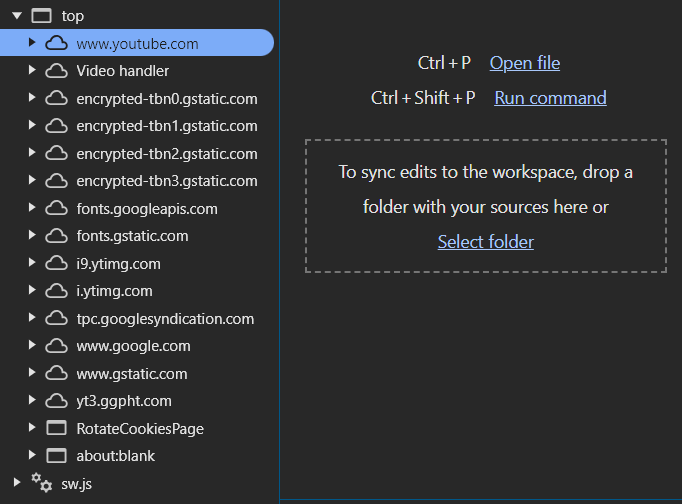 top
www.youtube.com
Video handler
encrypted-tbn0.gstatic.com
encrypted-tbn1.gstatic.com
encrypted-tbn2.gstatic.com
encrypted-tbn3.gstatic.com
fonts.googleapis.com
fonts.gstatic.com
i9.ytimg.com
i.ytimg.com
tpc.googlesyndication.com
www.google.com
www.gstatic.com
yt3.ggpht.com
RotateCookiesPage
about:blank
sw.js
Ctrl + P Open file
Ctrl + Shift + P Run command
To sync edits to the workspace, drop a
folder with your sources here or
Select folder